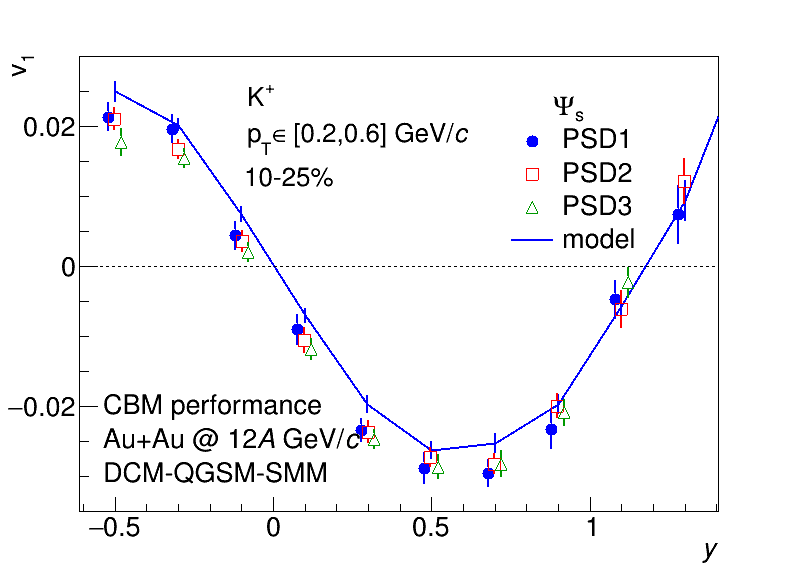 v₁
K⁺
p_T∈ [0.2,0.6] GeV/c
10-25%
Ψₛ
PSD1
PSD2
PSD3
model
0.02
0
−0.02
CBM performance
Au+Au @ 12A GeV/c
DCM-QGSM-SMM
−0.5 0 0.5 1
y